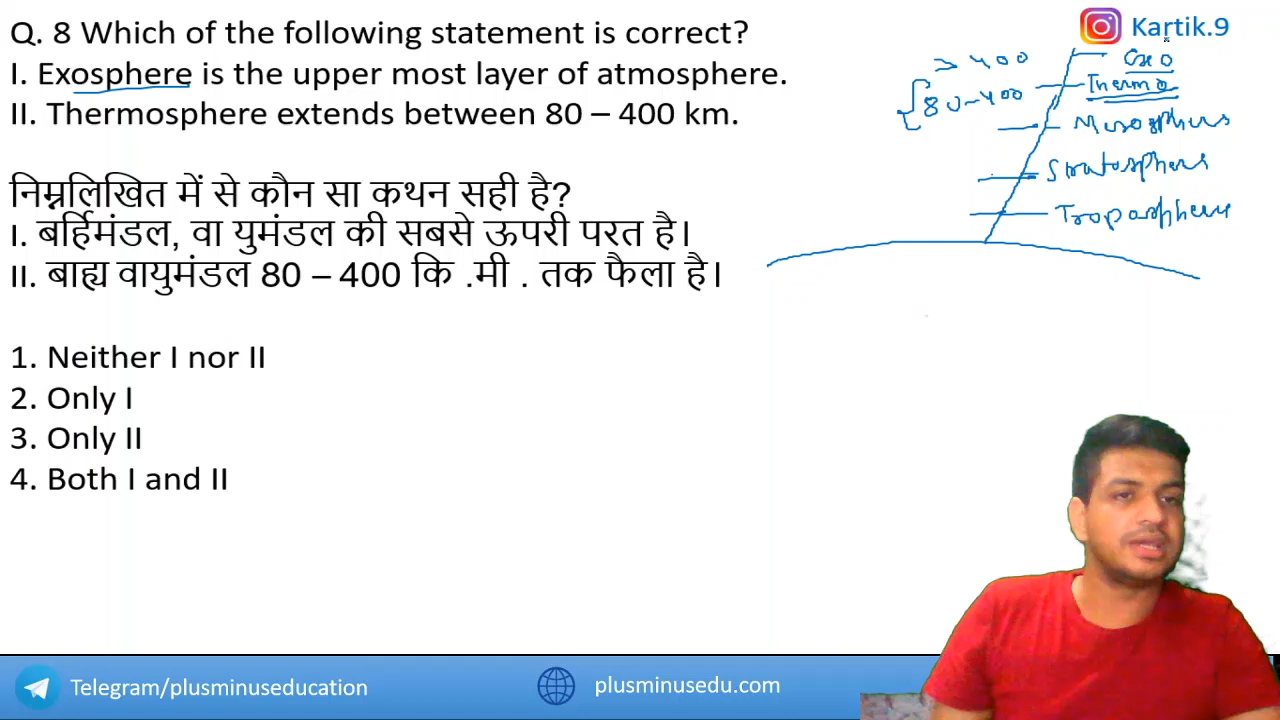 Q. 8 Which of the following statement is correct?
I. Exosphere is the upper most layer of atmosphere.
II. Thermosphere extends between 80 – 400 km.
निम्नलिखित में से कौन सा कथन सही है?
I. बर्हिमंडल, वा युमंडल की सबसे ऊपरी परत है।
II. बाह्य वायुमंडल 80 – 400 कि .मी . तक फैला है।
1. Neither I nor II
2. Only I
3. Only II
4. Both I and II
Kartik.9
> 400
Exo
80-400
Thermo
Mesosphere
Stratosphere
Troposphere
Telegram/plusminuseducation
plusminusedu.com